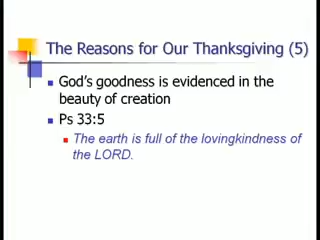 The Reasons for Our Thanksgiving (5)
God's goodness is evidenced in the
beauty of creation
Ps 33:5
The earth is full of the lovingkindness of
the LORD.